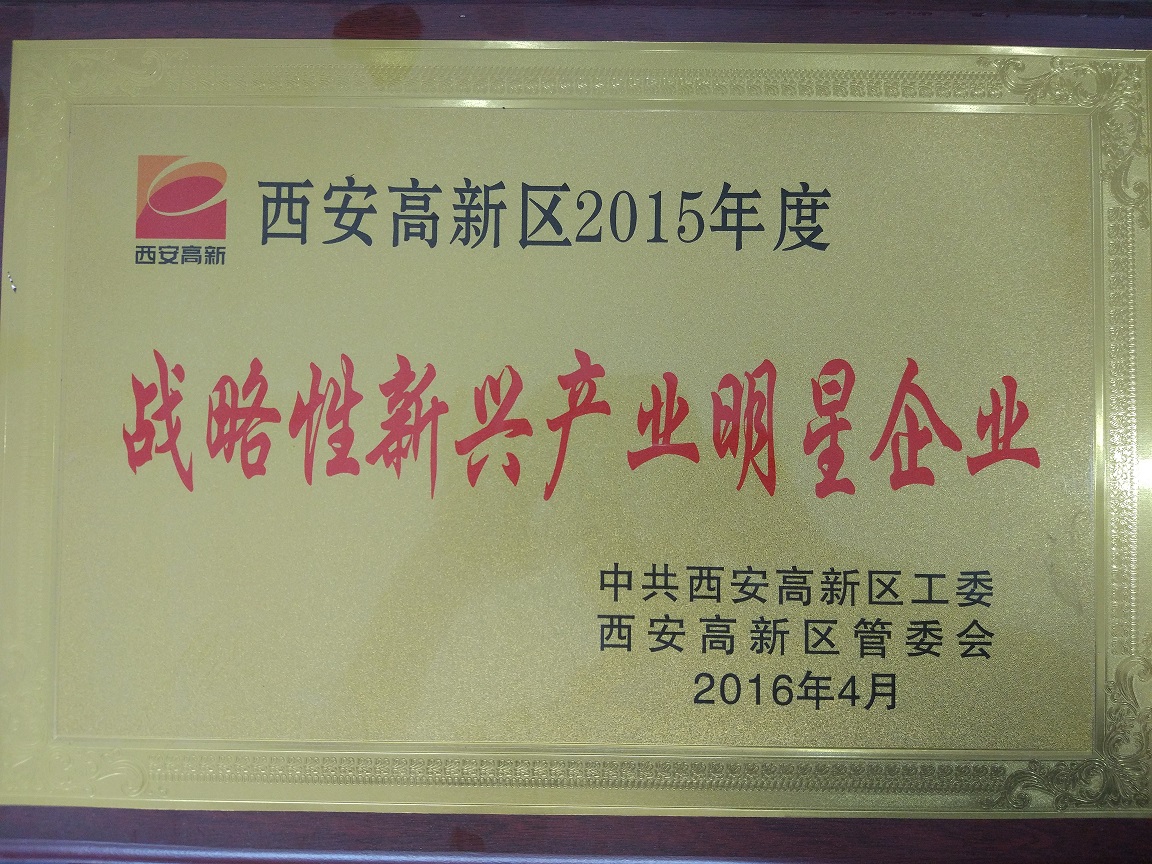 西安高新区2015年度
西安高新
战略性新兴产业明星企业
中共西安高新区工委
西安高新区管委会
2016年4月